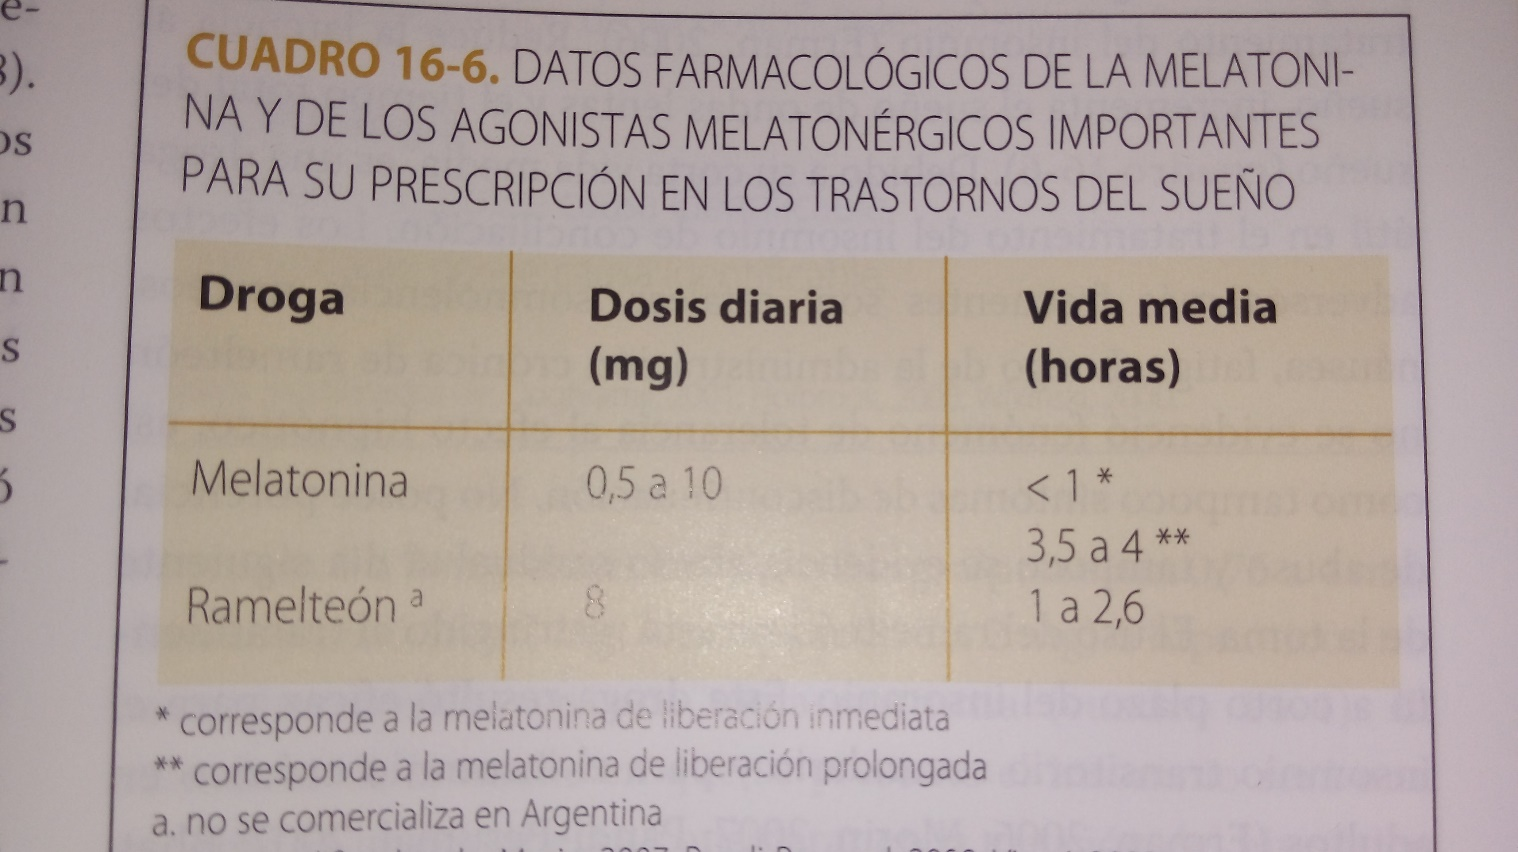 e-
3).
os
n
n
s
s
ó
CUADRO 16-6. DATOS FARMACOLÓGICOS DE LA MELATONI-
NA Y DE LOS AGONISTAS MELATONÉRGICOS IMPORTANTES
PARA SU PRESCRIPCIÓN EN LOS TRASTORNOS DEL SUEÑO
Droga Dosis diaria (mg) Vida media (horas)
Melatonina 0,5 a 10 < 1 *
3,5 a 4 **
Ramelteón a 8 1 a 2,6
* corresponde a la melatonina de liberación inmediata
** corresponde a la melatonina de liberación prolongada
a. no se comercializa en Argentina